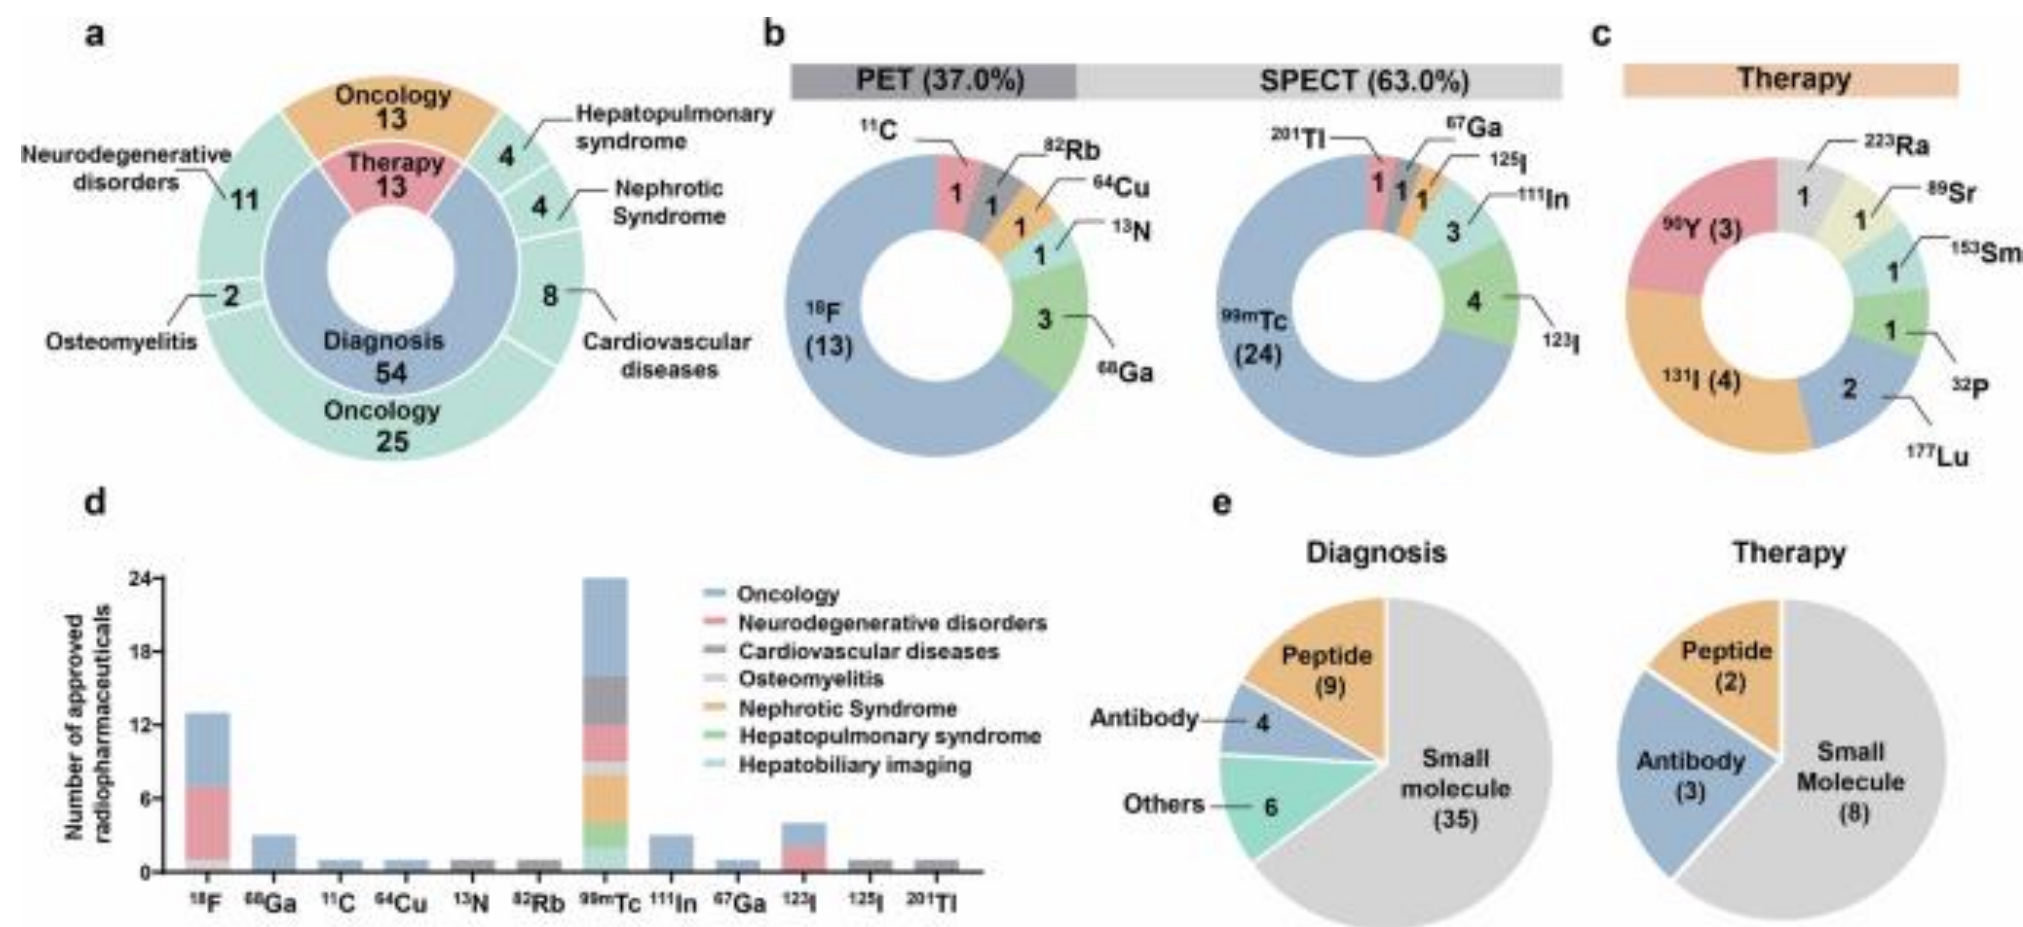 a
Oncology
13
Therapy
13
Hepatopulmonary
syndrome
4
Neurodegenerative
disorders
11
Nephrotic
Syndrome
4
2
Osteomyelitis
8
Cardiovascular
diseases
Diagnosis
54
Oncology
25
b
PET (37.0%)
SPECT (63.0%)
¹¹C
1
⁸²Rb
1
⁶⁴Cu
1
¹³N
1
3
⁶⁸Ga
¹⁸F
(13)
²⁰¹Tl
1
⁶⁷Ga
1
¹²⁵I
1
¹¹¹In
3
4
¹²³I
⁹⁹ᵐTc
(24)
c
Therapy
²²³Ra
1
⁸⁹Sr
1
¹⁵³Sm
1
1
³²P
2
¹⁷⁷Lu
¹³¹I (4)
⁹⁰Y (3)
d
Number of approved
radiopharmaceuticals
24
18
12
6
0
¹⁸F ⁶⁸Ga ¹¹C ⁶⁴Cu ¹³N ⁸²Rb ⁹⁹ᵐTc ¹¹¹In ⁶⁷Ga ¹²³I ¹²⁵I ²⁰¹Tl
Oncology
Neurodegenerative disorders
Cardiovascular diseases
Osteomyelitis
Nephrotic Syndrome
Hepatopulmonary syndrome
Hepatobiliary imaging
e
Diagnosis
Peptide
(9)
Antibody
4
Others
6
Small
molecule
(35)
Therapy
Peptide
(2)
Antibody
(3)
Small
Molecule
(8)